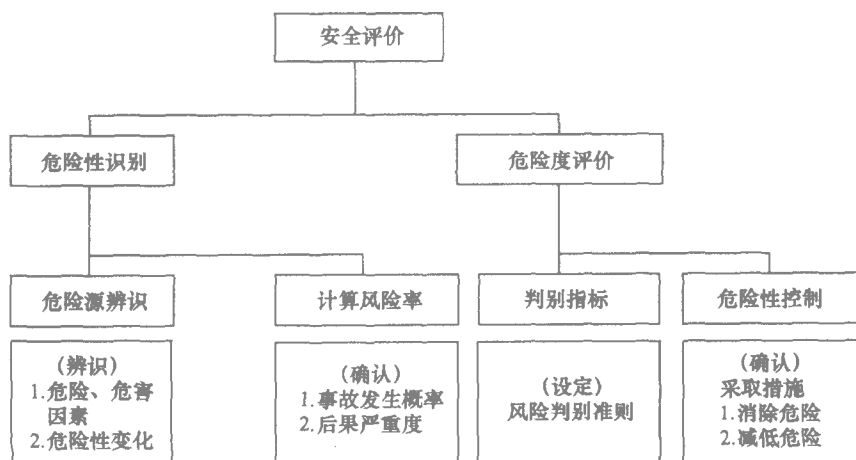 安全评价
危险性识别
危险度评价
危险源辨识
计算风险率
判别指标
危险性控制
(辨识)
1.危险、危害
因素
2.危险性变化
(确认)
1.事故发生概率
2.后果严重度
(设定)
风险判别准则
(确认)
采取措施
1.消除危险
2.减低危险